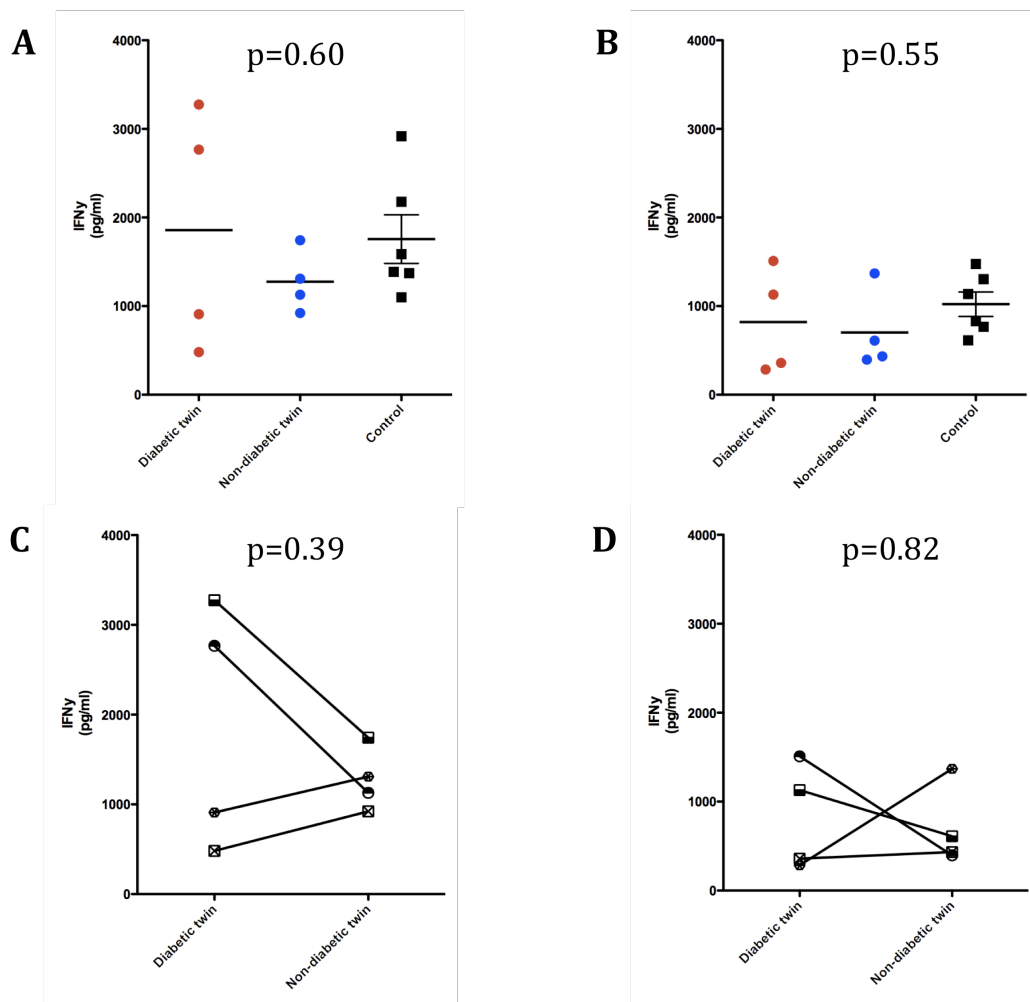 A
p=0.60
4000
3000
2000
1000
0
IFNy
(pg/ml)
Diabetic twin
Non-diabetic twin
Control
B
p=0.55
4000
3000
2000
1000
0
IFNy
(pg/ml)
Diabetic twin
Non-diabetic twin
Control
C
p=0.39
4000
3000
2000
1000
0
IFNy
(pg/ml)
Diabetic twin
Non-diabetic twin
D
p=0.82
4000
3000
2000
1000
0
IFNy
(pg/ml)
Diabetic twin
Non-diabetic twin